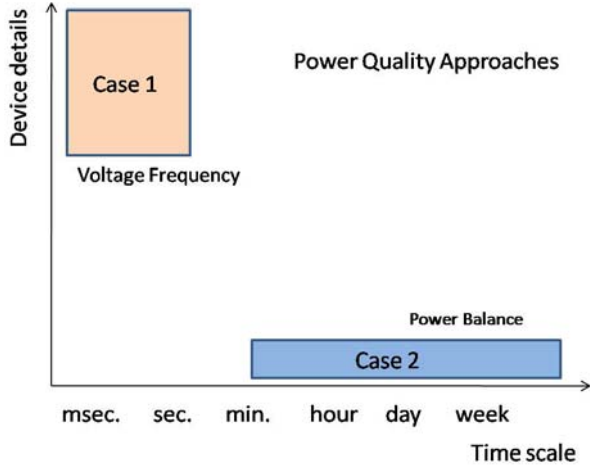 Device details
Case 1
Power Quality Approaches
Voltage Frequency
Power Balance
Case 2
msec. sec. min. hour day week
Time scale